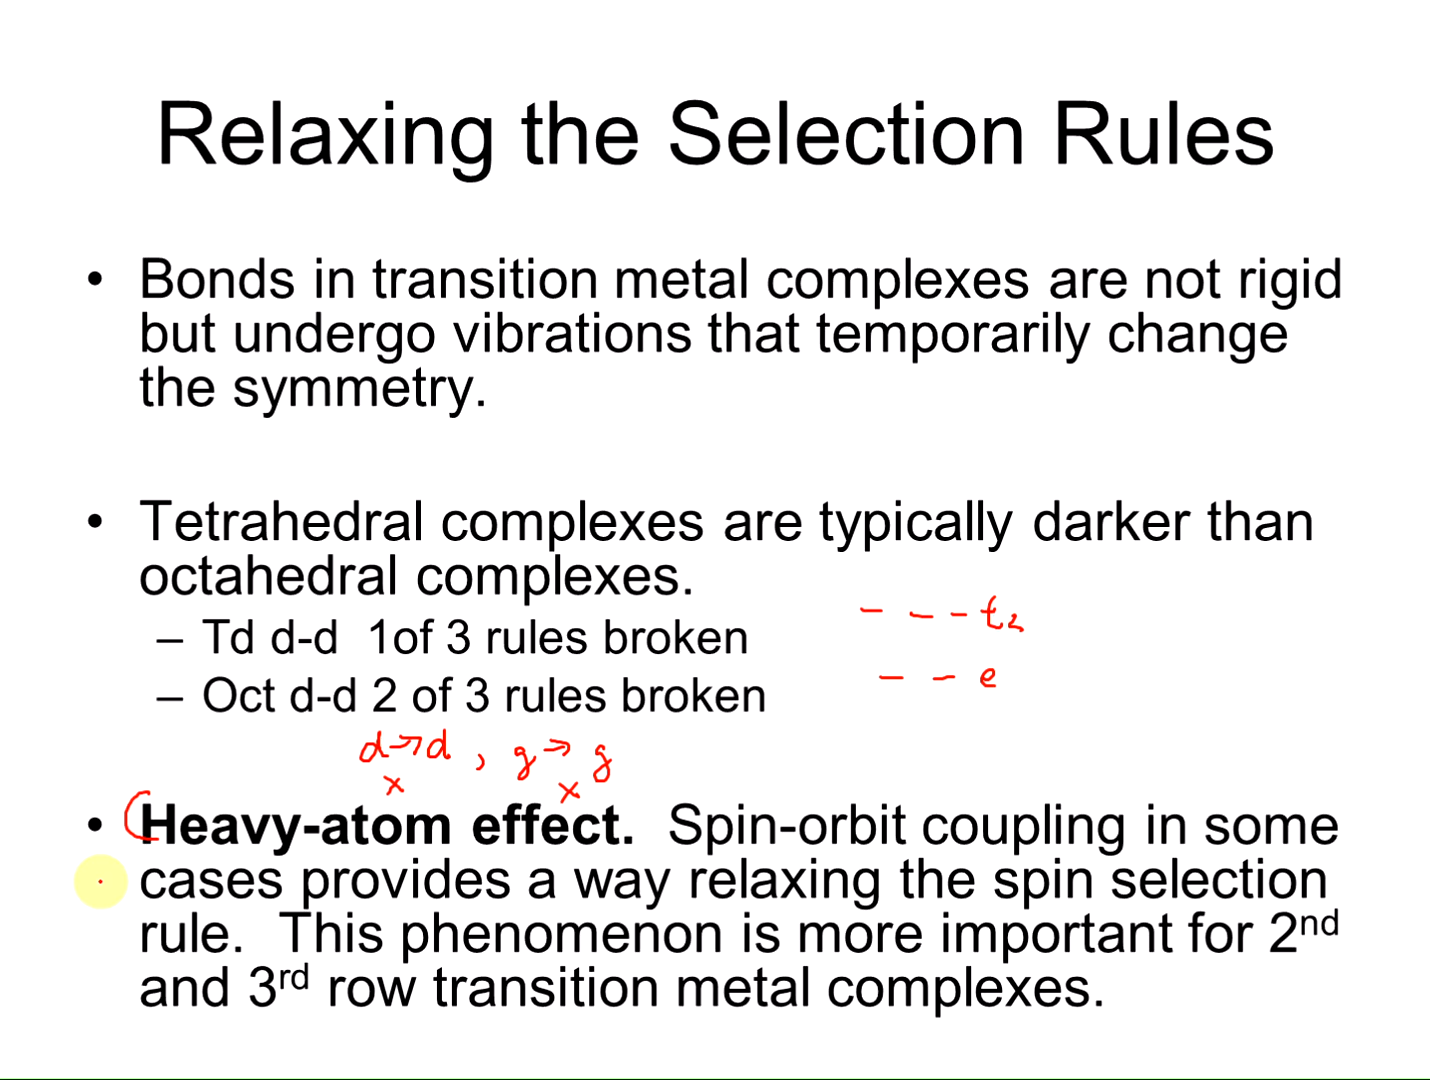 Relaxing the Selection Rules
• Bonds in transition metal complexes are not rigid
but undergo vibrations that temporarily change
the symmetry.
• Tetrahedral complexes are typically darker than
octahedral complexes.
– – – t₂
– Td d-d  1of 3 rules broken
– – e
– Oct d-d 2 of 3 rules broken
d→d , g→g
x x
• Heavy-atom effect.  Spin-orbit coupling in some
cases provides a way relaxing the spin selection
rule.  This phenomenon is more important for 2nd
and 3rd row transition metal complexes.